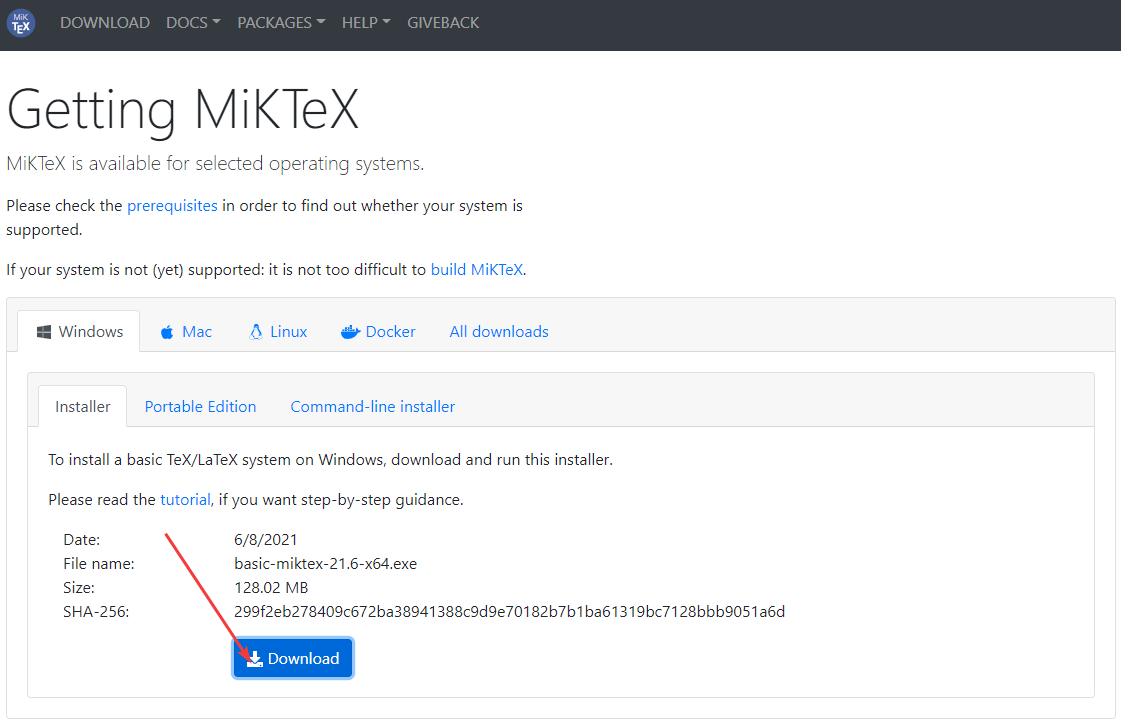 MiK
TEX
DOWNLOAD DOCS PACKAGES HELP GIVEBACK
Getting MiKTeX
MiKTeX is available for selected operating systems.
Please check the prerequisites in order to find out whether your system is
supported.
If your system is not (yet) supported: it is not too difficult to build MiKTeX.
Windows Mac Linux Docker All downloads
Installer Portable Edition Command-line installer
To install a basic TeX/LaTeX system on Windows, download and run this installer.
Please read the tutorial, if you want step-by-step guidance.
Date: 6/8/2021
File name: basic-miktex-21.6-x64.exe
Size: 128.02 MB
SHA-256: 299f2eb278409c672ba38941388c9d9e70182b7b1ba61319bc7128bbb9051a6d
Download